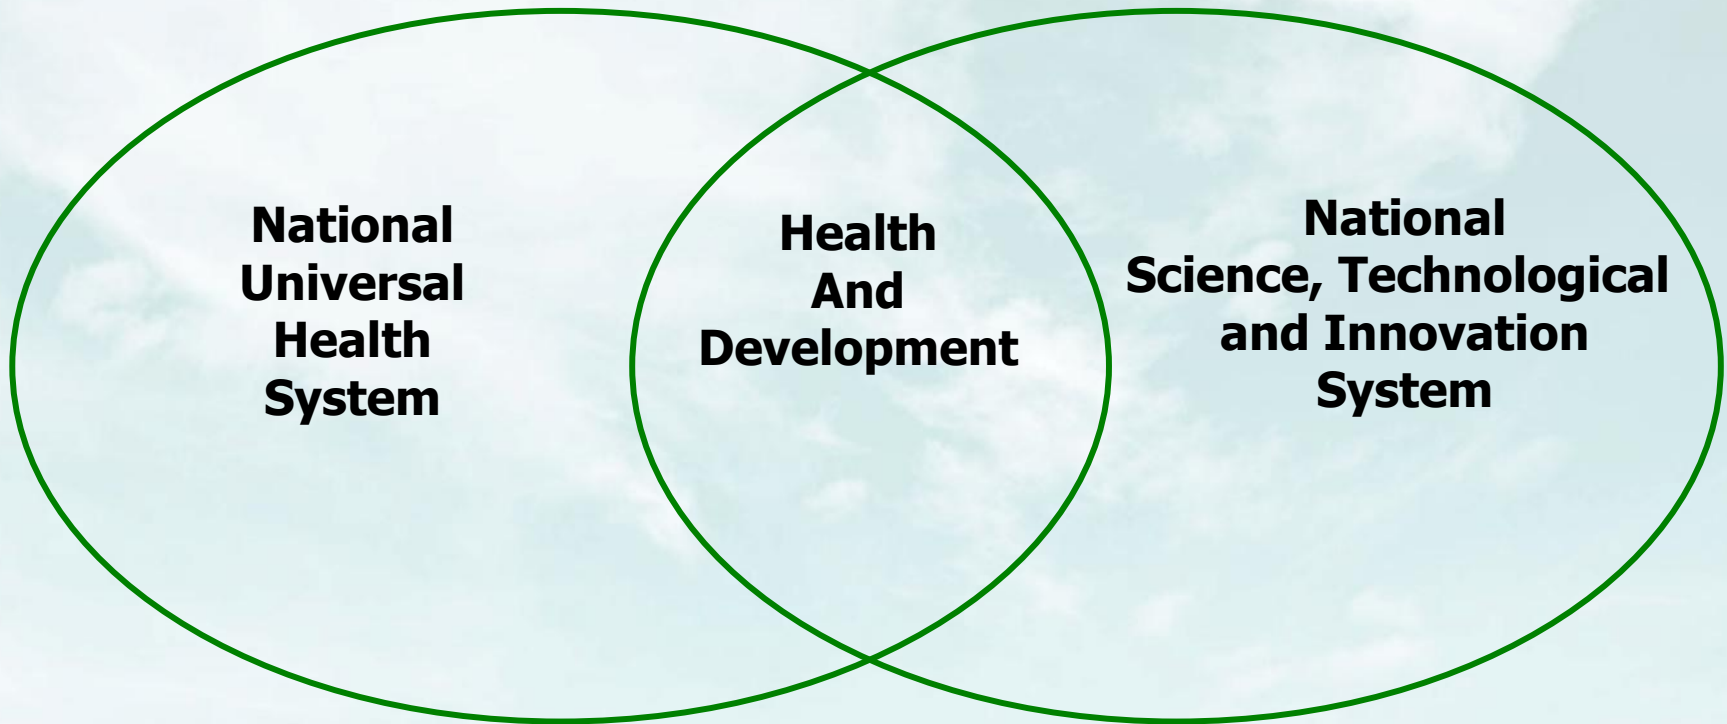 National
Universal
Health
System
Health
And
Development
National
Science, Technological
and Innovation
System